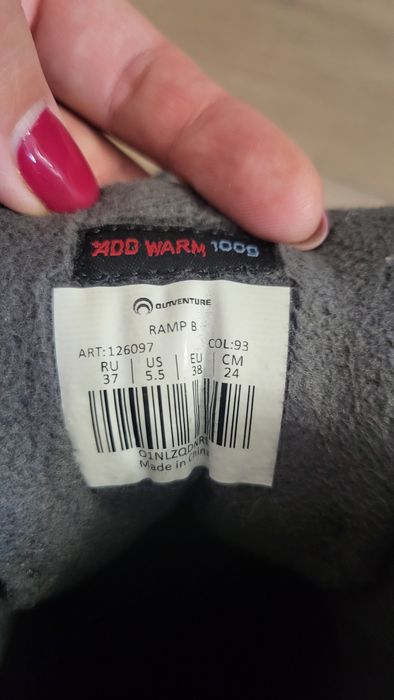 ADD WARM 100g
OUTVENTURE
RAMP B
ART:126097 COL:93
RU US EU CM
37 5.5 38 24
Made in China